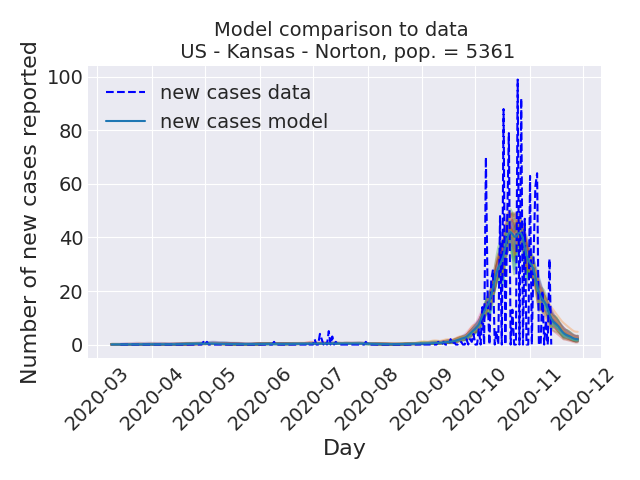 Model comparison to data
US - Kansas - Norton, pop. = 5361
Number of new cases reported
100
80
60
40
20
0
new cases data
new cases model
2020-03
2020-04
2020-05
2020-06
2020-07
2020-08
2020-09
2020-10
2020-11
2020-12
Day